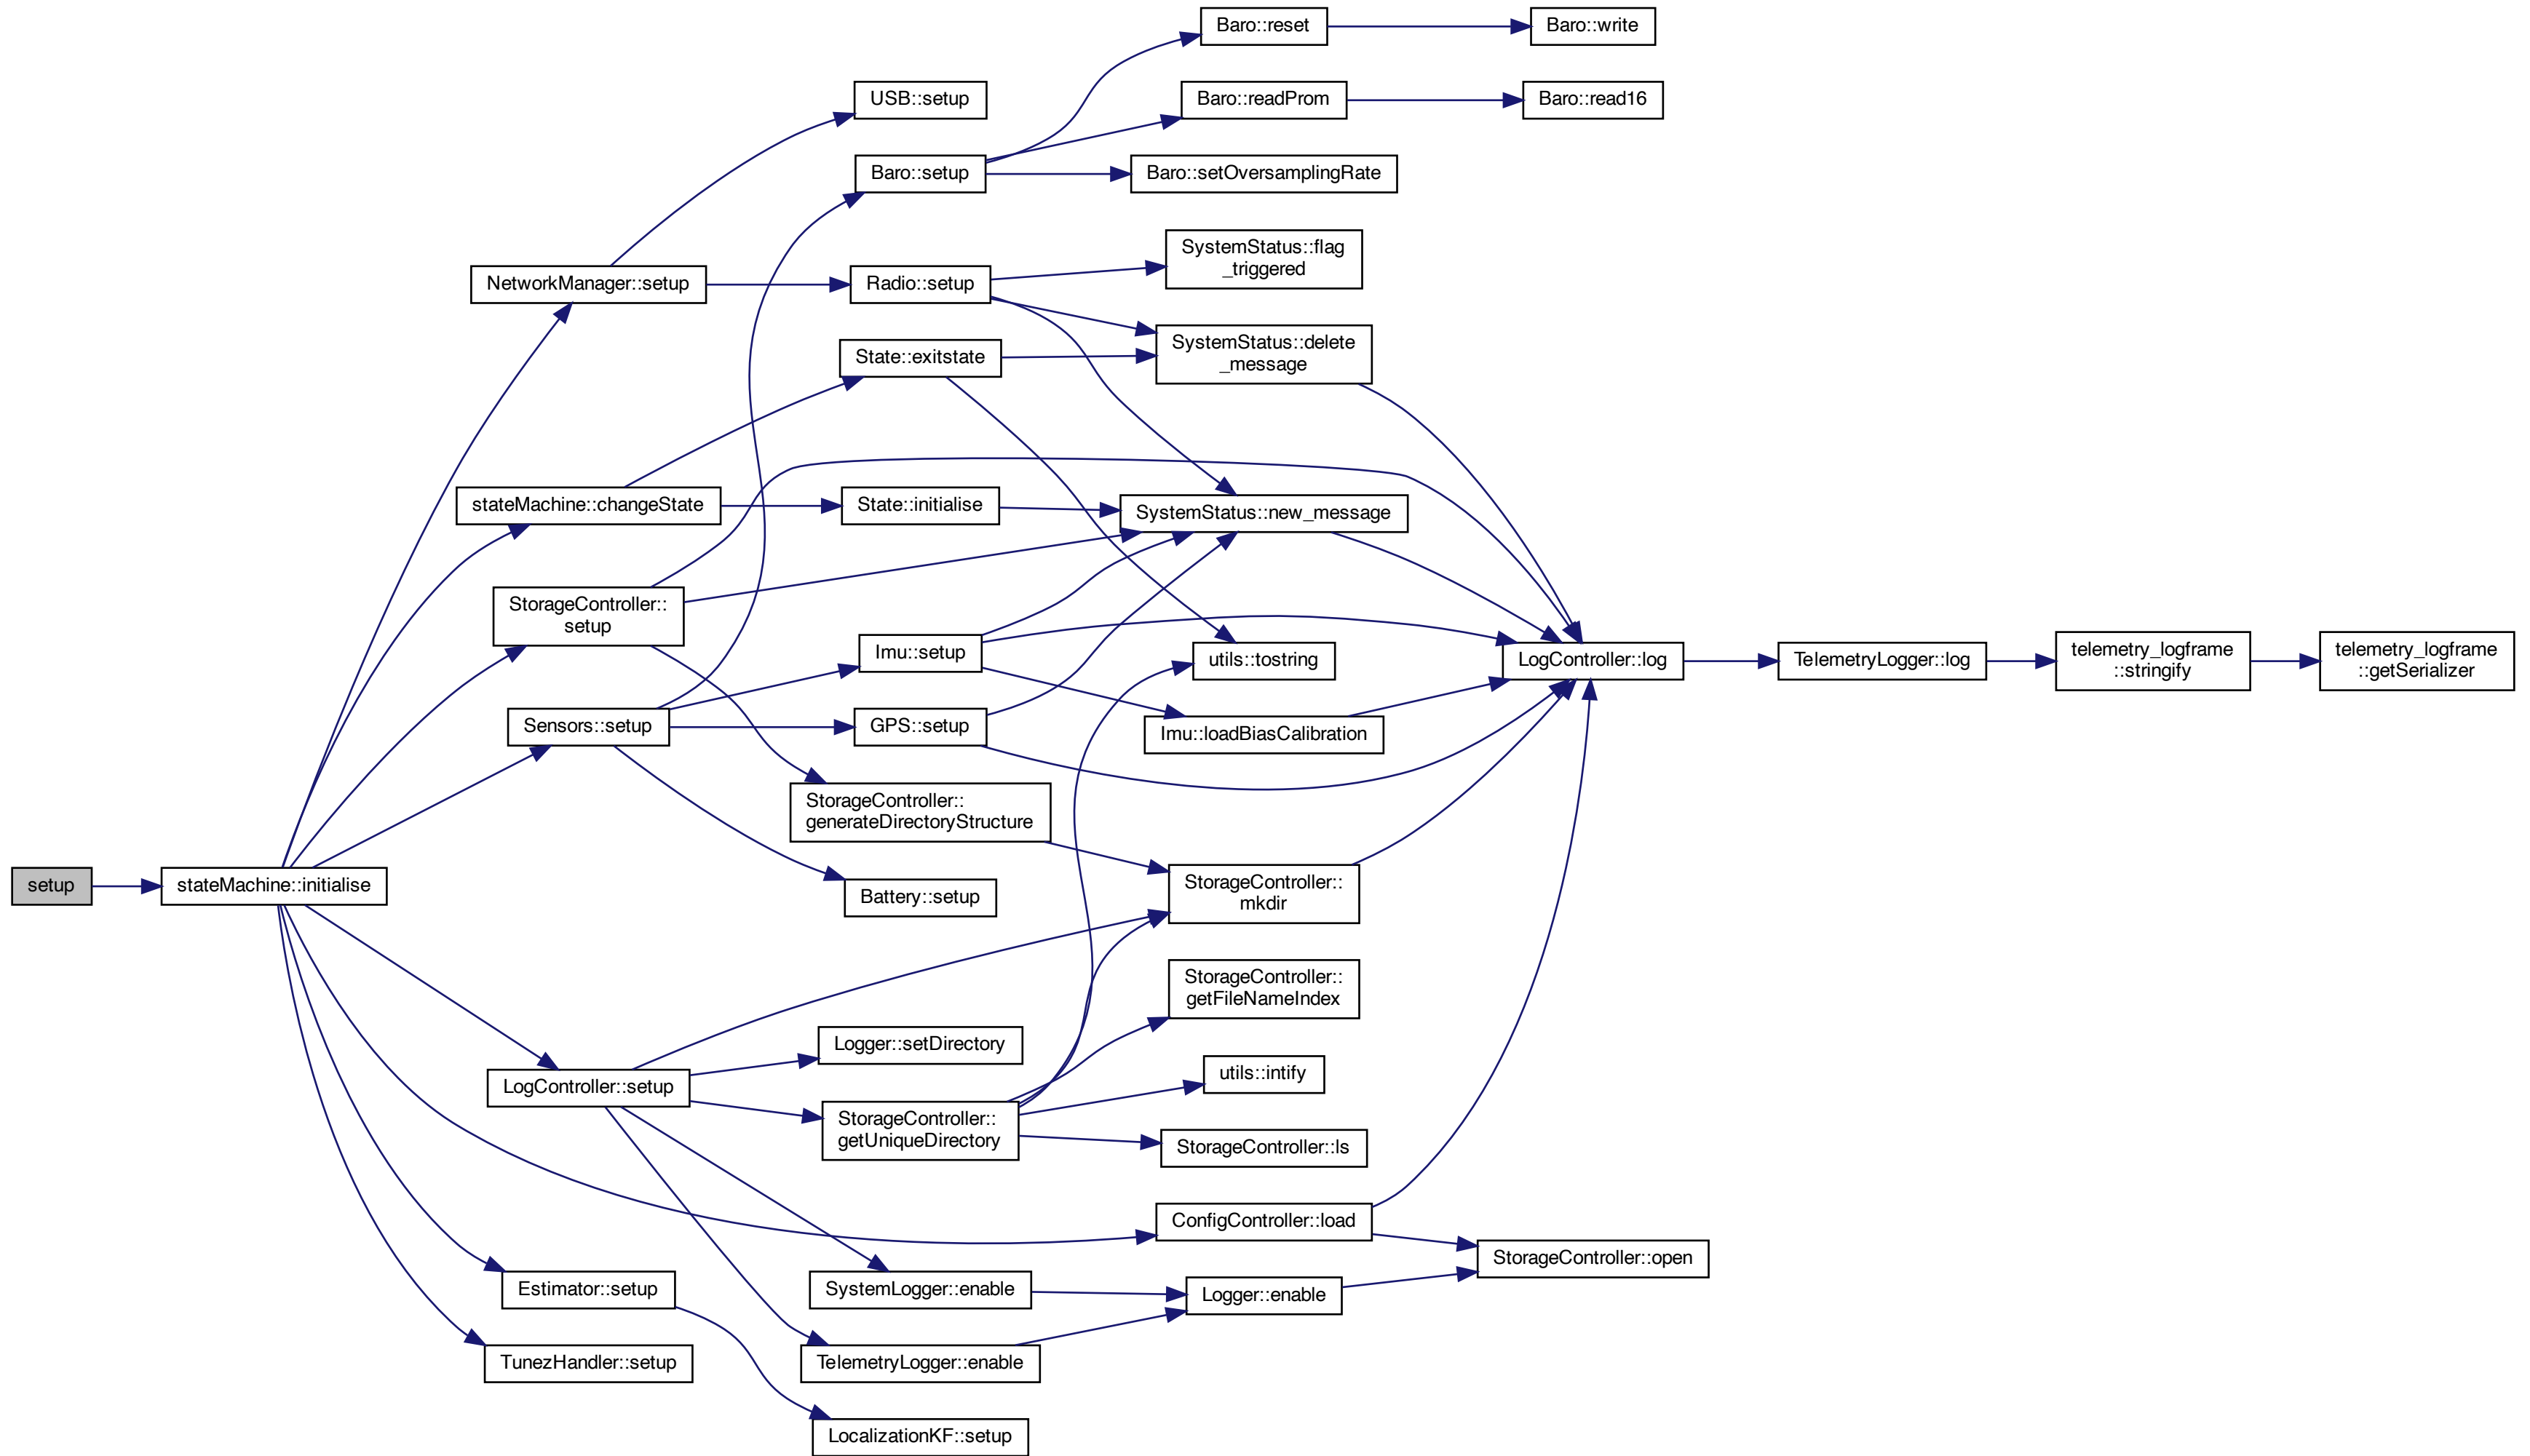 Baro::reset
Baro::write
USB::setup
Baro::readProm
Baro::read16
Baro::setup
Baro::setOversamplingRate
SystemStatus::flag
_triggered
NetworkManager::setup
Radio::setup
SystemStatus::delete
_message
State::exitstate
stateMachine::changeState
State::initialise
SystemStatus::new_message
StorageController::
setup
Imu::setup
utils::tostring
LogController::log
TelemetryLogger::log
telemetry_logframe
::stringify
telemetry_logframe
::getSerializer
Sensors::setup
GPS::setup
Imu::loadBiasCalibration
StorageController::
generateDirectoryStructure
setup
stateMachine::initialise
Battery::setup
StorageController::
mkdir
StorageController::
getFileNameIndex
Logger::setDirectory
LogController::setup
utils::intify
StorageController::
getUniqueDirectory
StorageController::ls
ConfigController::load
StorageController::open
Estimator::setup
SystemLogger::enable
Logger::enable
TunezHandler::setup
TelemetryLogger::enable
LocalizationKF::setup